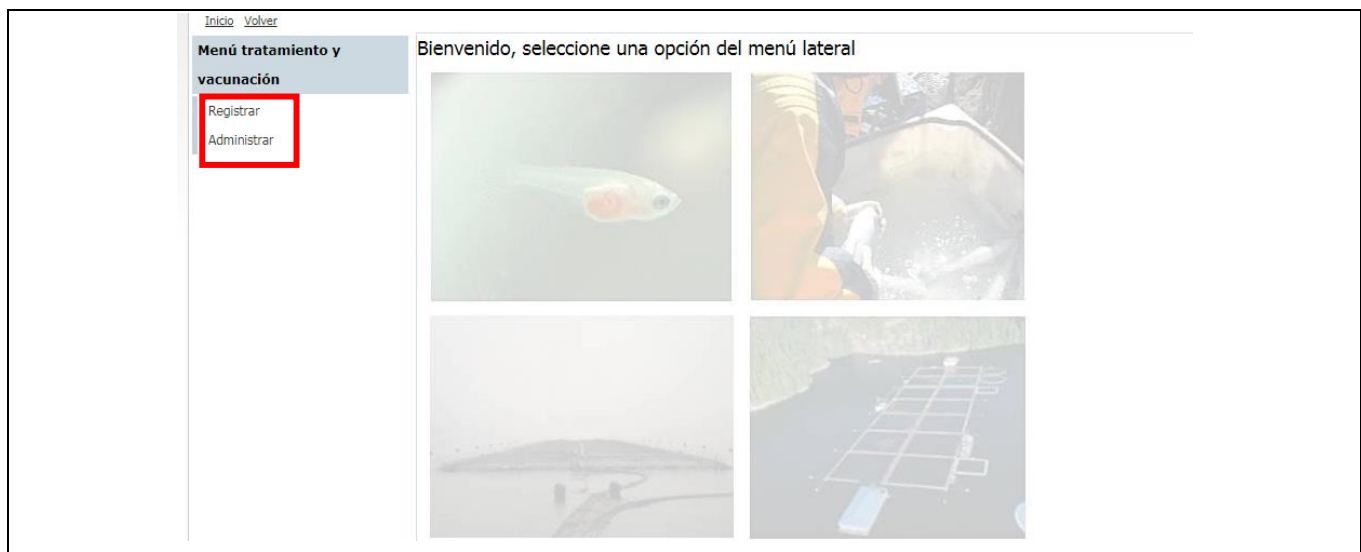 Inicio Volver
Menú tratamiento y
vacunación
Registrar
Administrar
Bienvenido, seleccione una opción del menú lateral